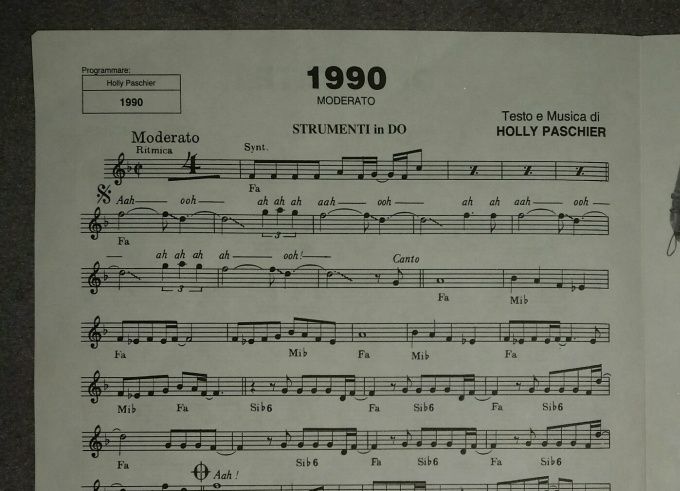 Programmare:
Holly Paschier
1990
1990
MODERATO
Testo e Musica di
HOLLY PASCHIER
STRUMENTI in DO
Moderato
Ritmica
4
Synt.
Fa
Aah ooh ah ah ah aah ooh ah ah aah ooh
3
Fa
ah ah ah ah ooh! Canto
3
Fa Mib
Fa Mib Fa Mib Fa
Mib Fa Sib6 Fa Sib6 Fa Sib6
Fa Sib6 Fa Sib6 Fa Sib6
Aah!